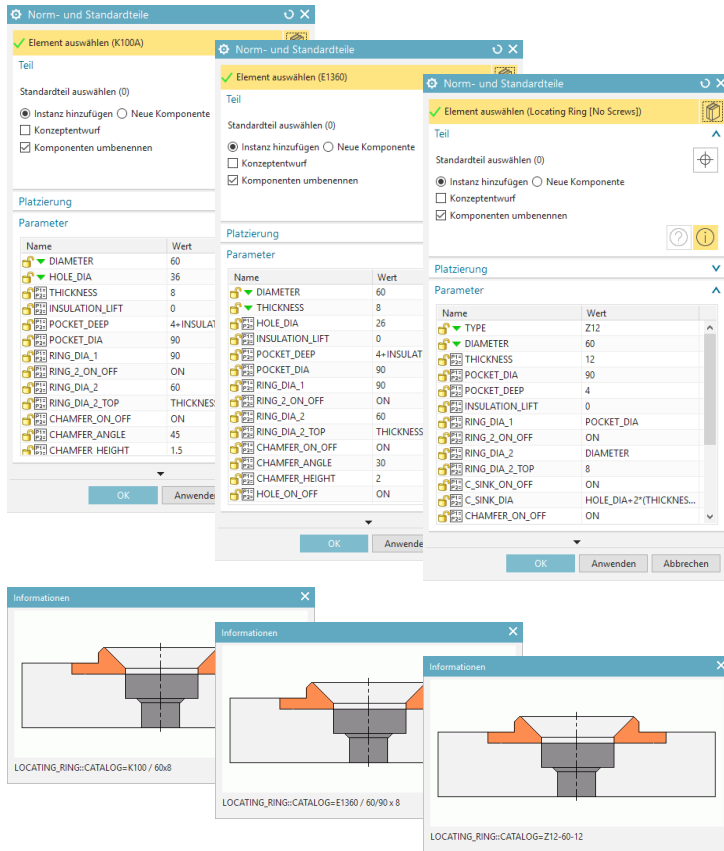 Norm- und Standardteile
Element auswählen (K100A)
Teil
Standardteil auswählen (0)
Instanz hinzufügen Neue Komponente
Konzeptentwurf
Komponenten umbenennen
Platzierung
Parameter
Name Wert
DIAMETER 60
HOLE_DIA 36
THICKNESS 8
INSULATION_LIFT 0
POCKET_DEEP 4+INSULAT
POCKET_DIA 90
RING_DIA_1 90
RING_2_ON_OFF ON
RING_DIA_2 60
RING_DIA_2_TOP THICKNES
CHAMFER_ON_OFF ON
CHAMFER_ANGLE 45
CHAMFER HEIGHT 1.5
OK Anwende
Norm- und Standardteile
Element auswählen (E1360)
Teil
Standardteil auswählen (0)
Instanz hinzufügen Neue Komponente
Konzeptentwurf
Komponenten umbenennen
Platzierung
Parameter
Name Wert
DIAMETER 60
THICKNESS 8
HOLE_DIA 26
INSULATION_LIFT 0
POCKET_DEEP 4+INSULAT
POCKET_DIA 90
RING_DIA_1 90
RING_2_ON_OFF ON
RING_DIA_2 60
RING_DIA_2_TOP THICKNESS
CHAMFER_ON_OFF ON
CHAMFER_ANGLE 30
CHAMFER_HEIGHT 2
HOLE_ON_OFF ON
OK Anwende
Norm- und Standardteile
Element auswählen (Locating Ring [No Screws])
Teil
Standardteil auswählen (0)
Instanz hinzufügen Neue Komponente
Konzeptentwurf
Komponenten umbenennen
Platzierung
Parameter
Name Wert
TYPE Z12
DIAMETER 60
THICKNESS 12
POCKET_DIA 90
POCKET_DEEP 4
INSULATION_LIFT 0
RING_DIA_1 POCKET_DIA
RING_2_ON_OFF ON
RING_DIA_2 DIAMETER
RING_DIA_2_TOP 8
C_SINK_ON_OFF ON
C_SINK_DIA HOLE_DIA+2*(THICKNES...
CHAMFER_ON_OFF ON
OK Anwenden Abbrechen
Informationen
LOCATING_RING::CATALOG=K100 / 60x8
Informationen
LOCATING_RING::CATALOG=E1360 / 60/90 x 8
Informationen
LOCATING_RING::CATALOG=Z12-60-12